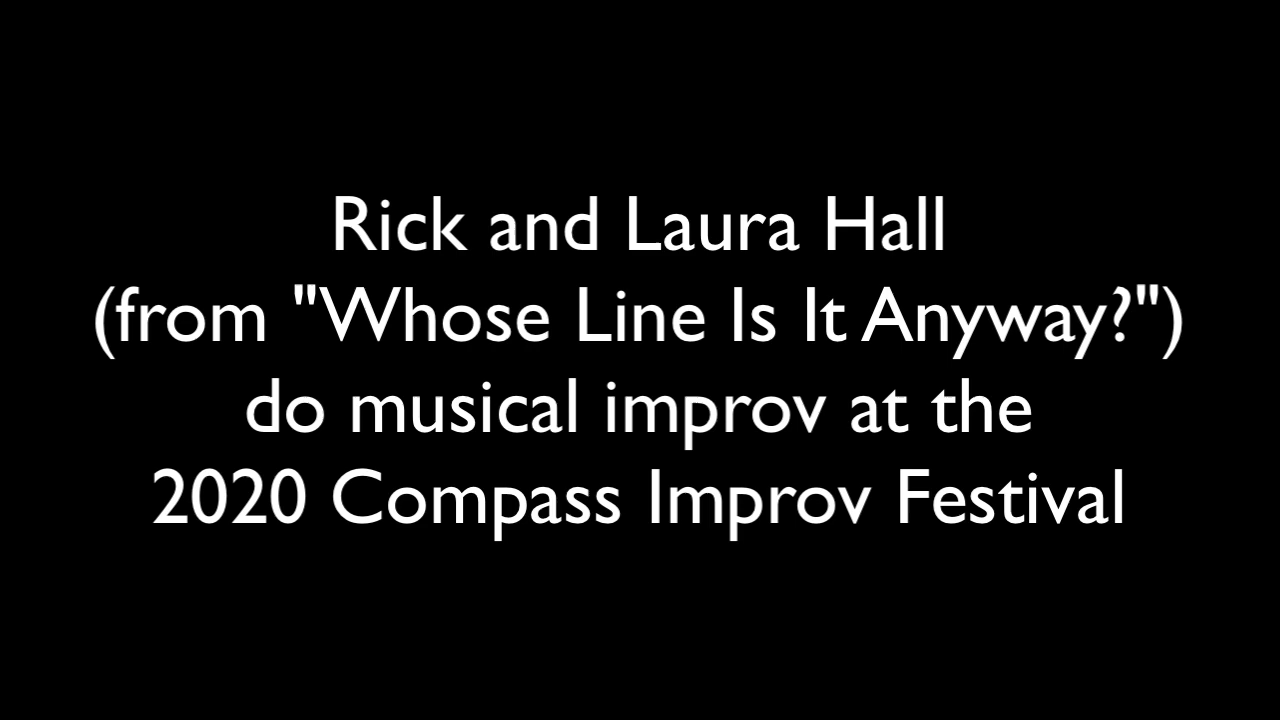 Rick and Laura Hall
(from "Whose Line Is It Anyway?")
do musical improv at the
2020 Compass Improv Festival